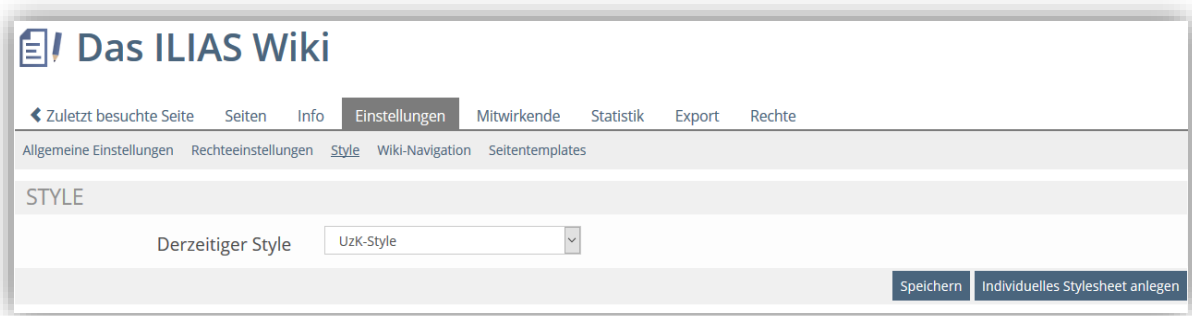 Das ILIAS Wiki
Zuletzt besuchte Seite Seiten Info Einstellungen Mitwirkende Statistik Export Rechte
Allgemeine Einstellungen Rechteeinstellungen Style Wiki-Navigation Seitentemplates
STYLE
Derzeitiger Style UzK-Style
Speichern Individuelles Stylesheet anlegen